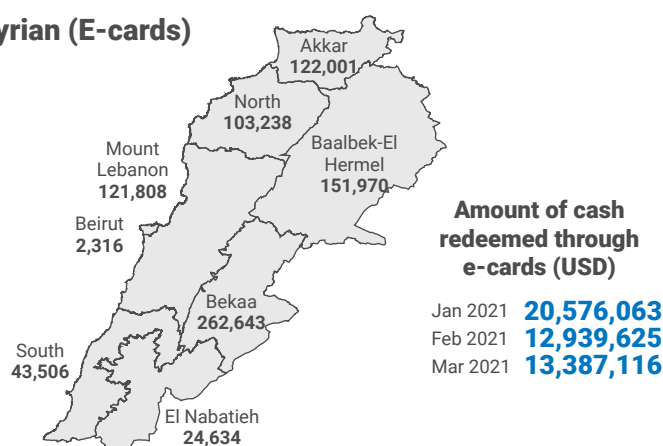 yrian (E-cards)
Akkar
122,001
North
103,238
Mount
Lebanon
121,808
Baalbek-El
Hermel
151,970
Beirut
2,316
Bekaa
262,643
South
43,506
El Nabatieh
24,634
Amount of cash
redeemed through
e-cards (USD)
Jan 2021 20,576,063
Feb 2021 12,939,625
Mar 2021 13,387,116